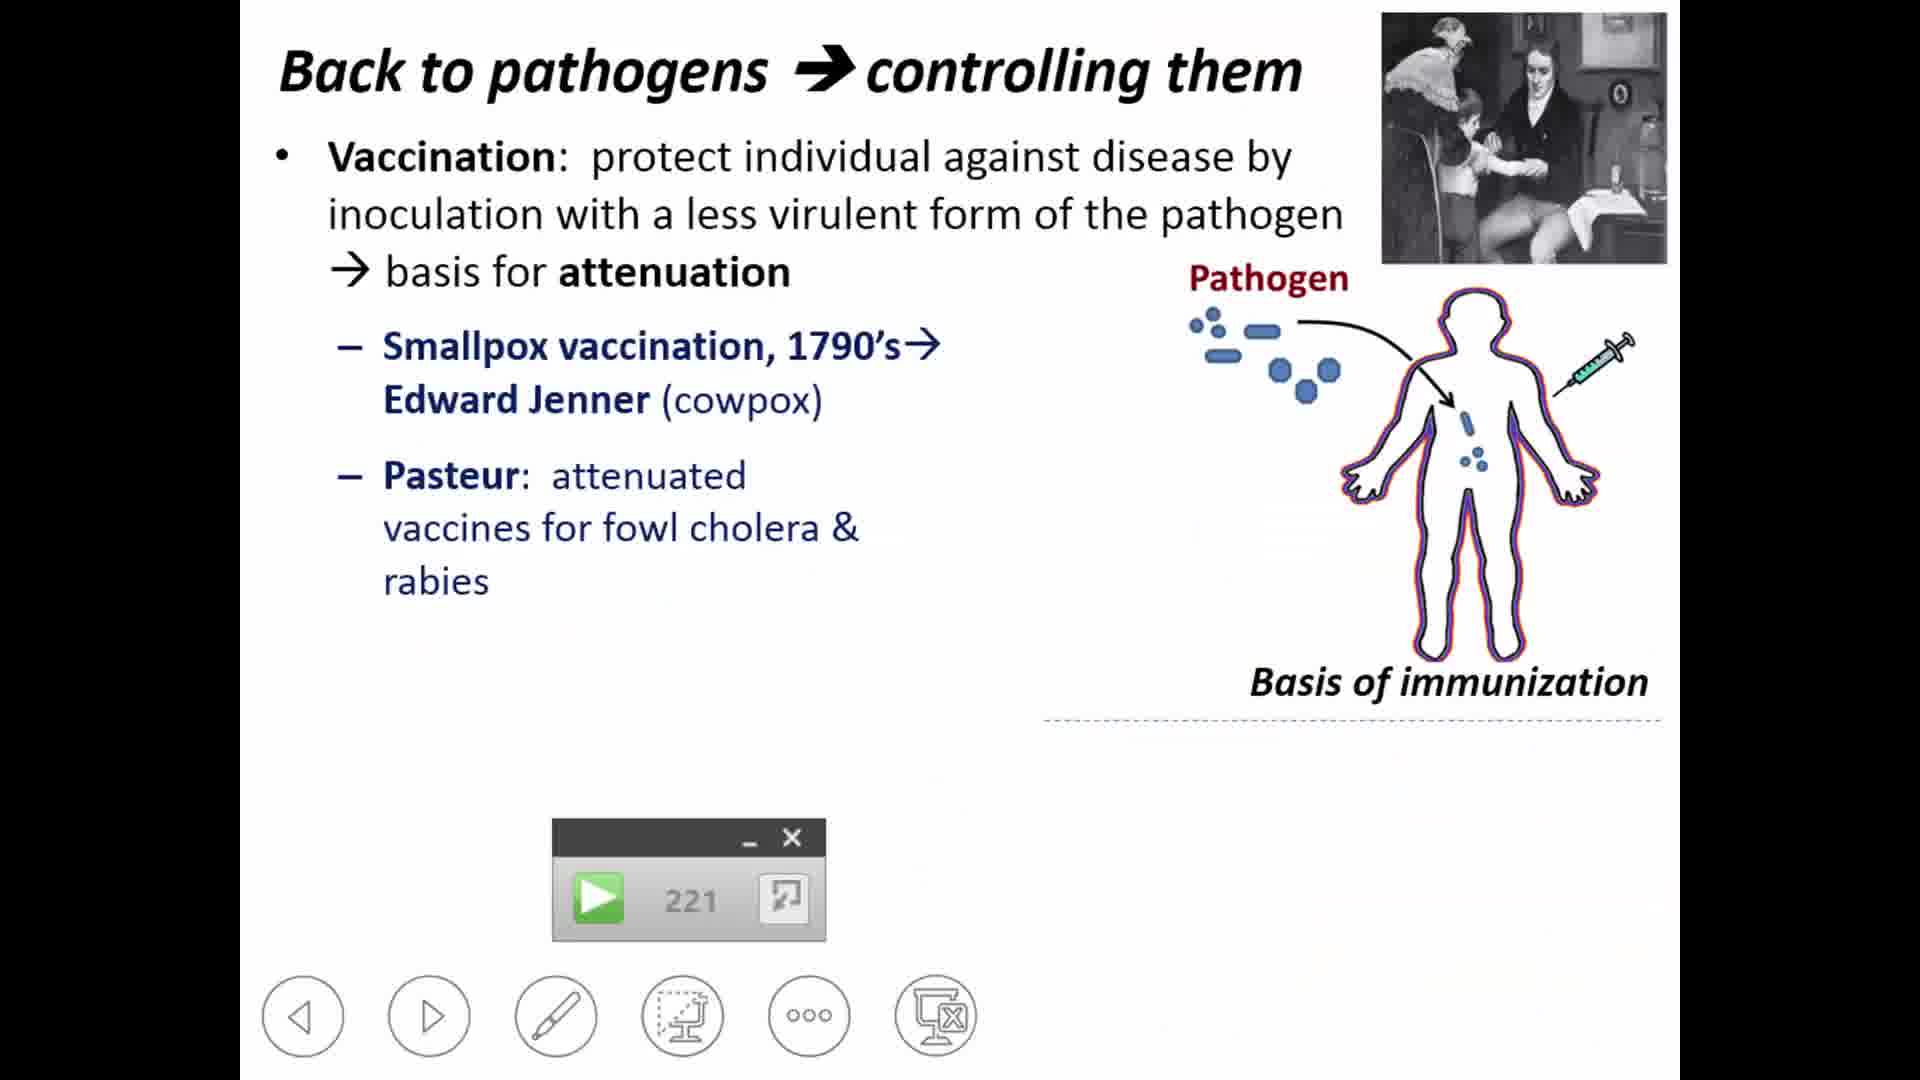 Back to pathogens ➔ controlling them
• Vaccination: protect individual against disease by
inoculation with a less virulent form of the pathogen
→ basis for attenuation
– Smallpox vaccination, 1790’s→
Edward Jenner (cowpox)
– Pasteur: attenuated
vaccines for fowl cholera &
rabies
Pathogen
Basis of immunization
221